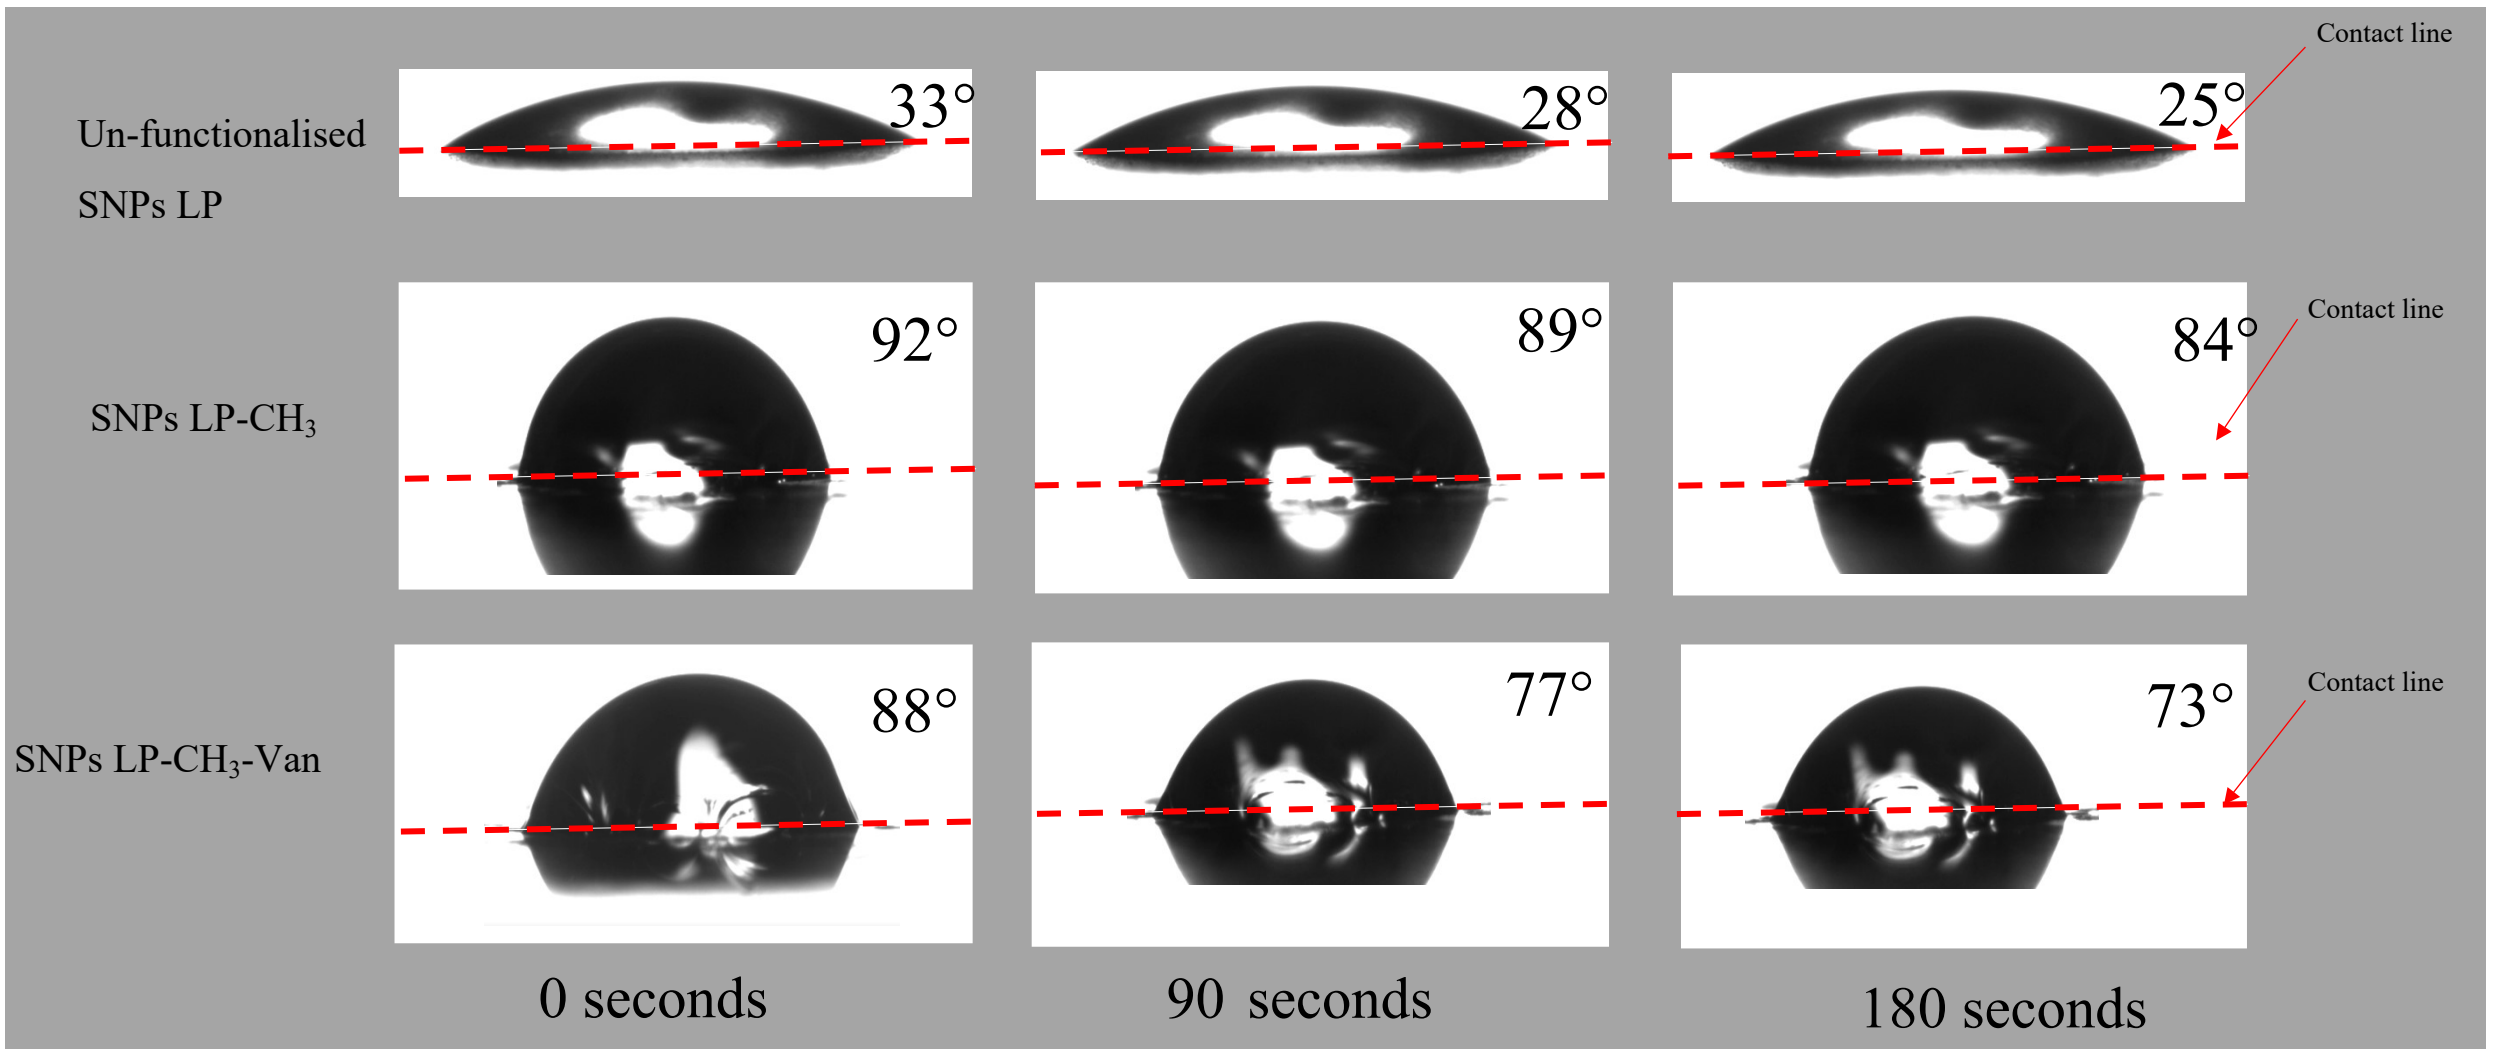 Contact line
33°
28°
25°
Un-functionalised
SNPs LP
Contact line
92°
89°
84°
SNPs LP-CH₃
Contact line
88°
77°
73°
SNPs LP-CH₃-Van
0 seconds
90 seconds
180 seconds